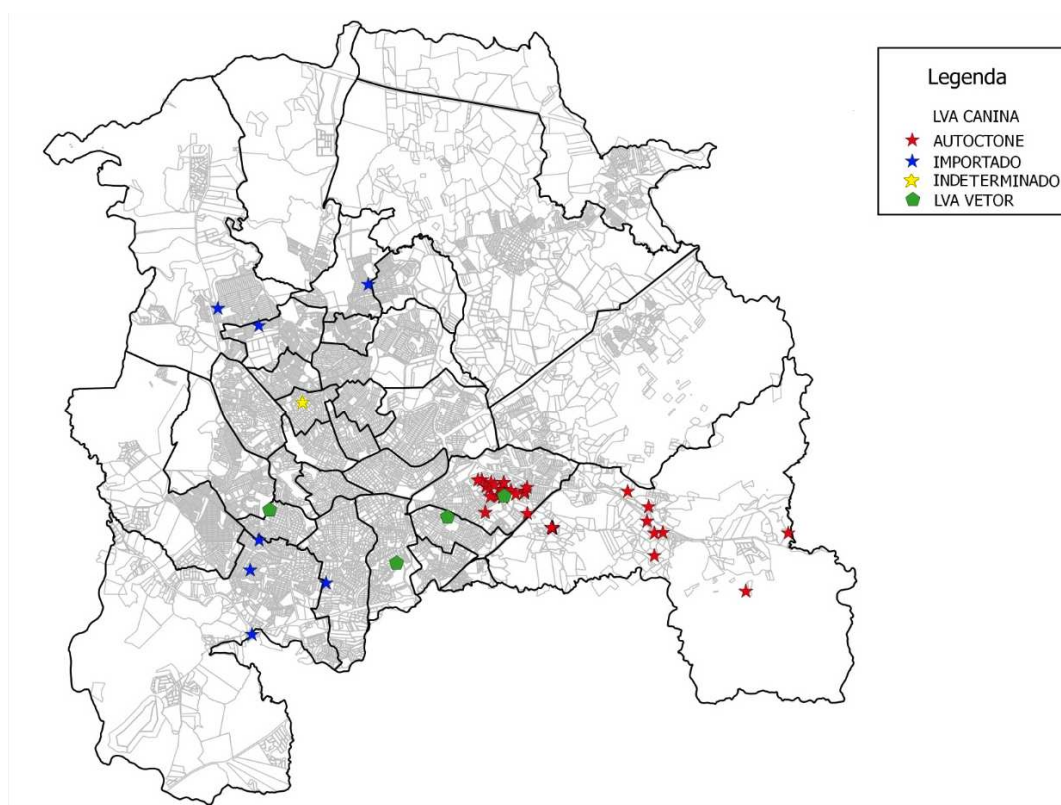 Legenda
LVA CANINA
AUTOCTONE
IMPORTADO
INDETERMINADO
LVA VETOR